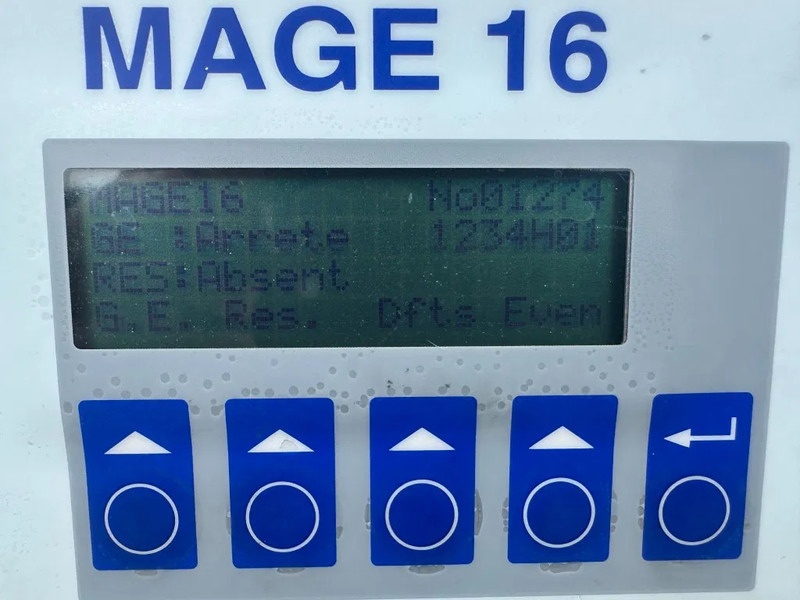 MAGE 16
MAGE16 No01274
GE :Arrete 1234H01
RES:Absent
G.E. Res. Dfts Even